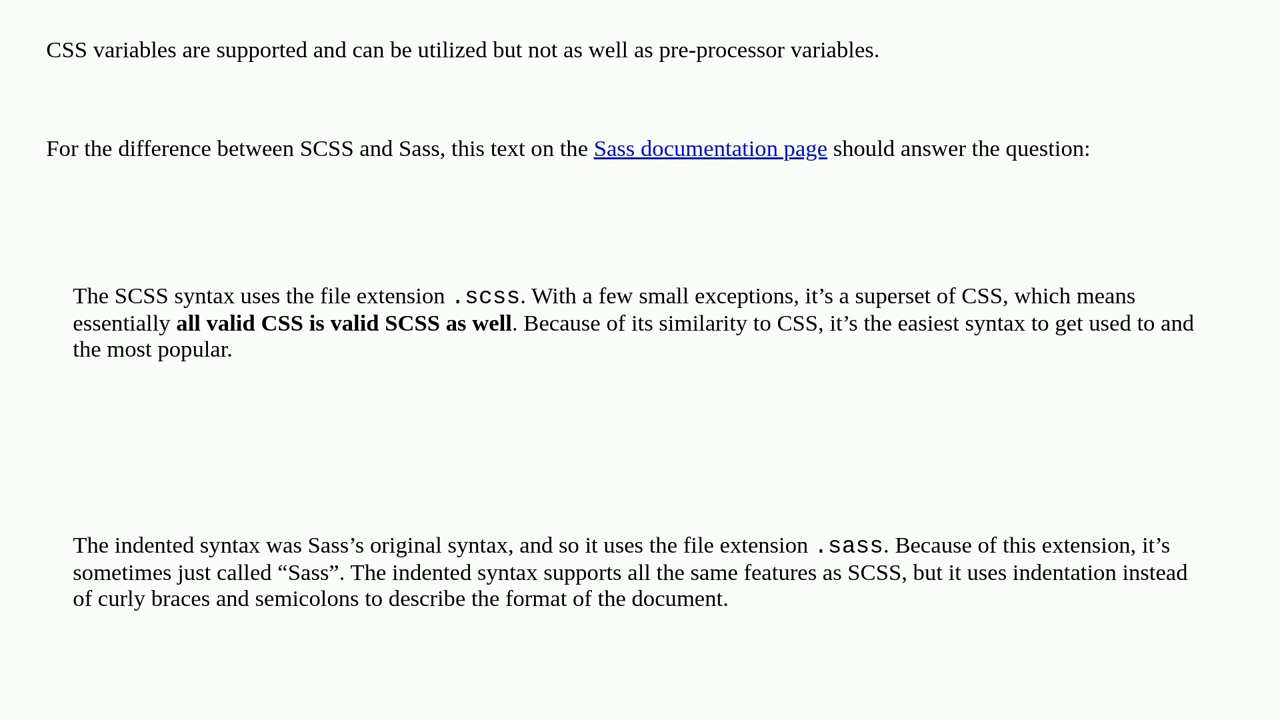 CSS variables are supported and can be utilized but not as well as pre-processor variables.
For the difference between SCSS and Sass, this text on the Sass documentation page should answer the question:
The SCSS syntax uses the file extension .scss. With a few small exceptions, it’s a superset of CSS, which means
essentially all valid CSS is valid SCSS as well. Because of its similarity to CSS, it’s the easiest syntax to get used to and
the most popular.
The indented syntax was Sass’s original syntax, and so it uses the file extension .sass. Because of this extension, it’s
sometimes just called “Sass”. The indented syntax supports all the same features as SCSS, but it uses indentation instead
of curly braces and semicolons to describe the format of the document.